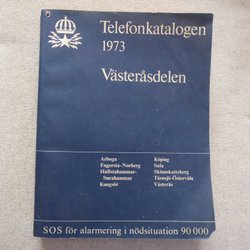 Telefonkatalogen
1973
Västeråsdelen
Arboga
Fagersta-Norberg
Hallstahammar-
Surahammar
Kungsör
Köping
Sala
Skinnskatteberg
Tärnsjö-Östervåla
Västerås
SOS för alarmering i nödsituation 90 000